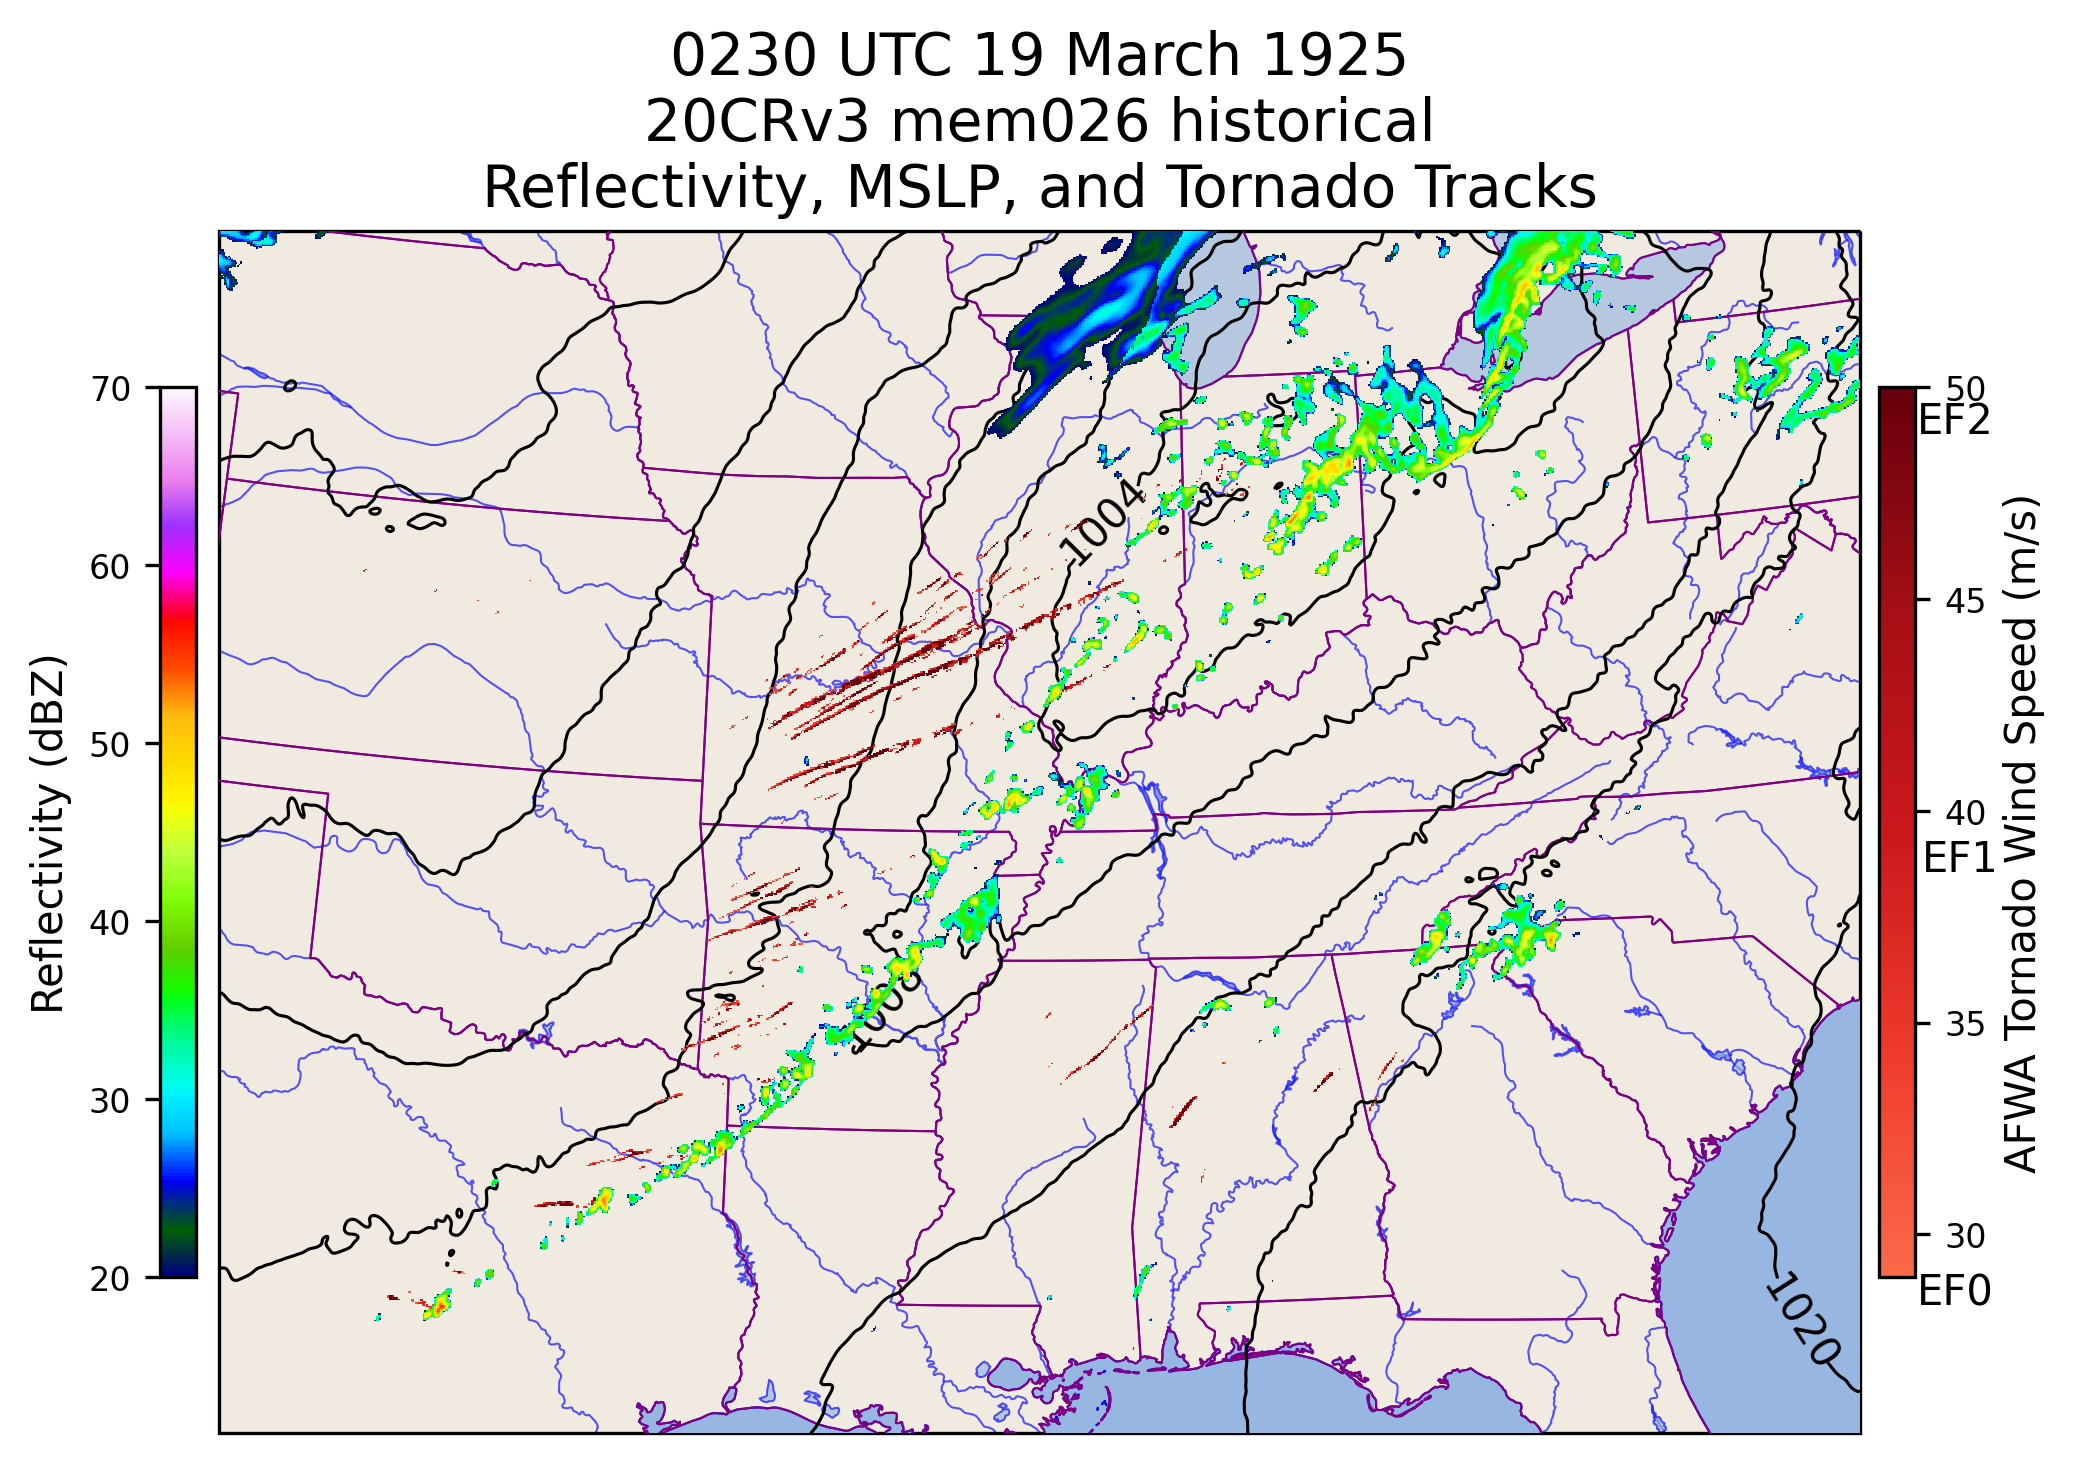 0230 UTC 19 March 1925
20CRv3 mem026 historical
Reflectivity, MSLP, and Tornado Tracks
70
60
50
40
30
20
Reflectivity (dBZ)
1004
1020
50
EF2
45
40
EF1
35
30
EF0
AFWA Tornado Wind Speed (m/s)